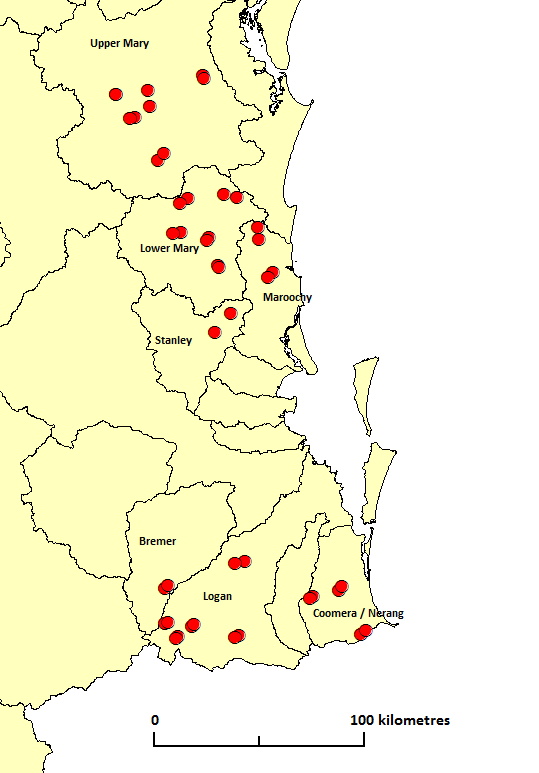 Upper Mary
Lower Mary
Maroochy
Stanley
Bremer
Logan
Coomera / Nerang
0
100 kilometres